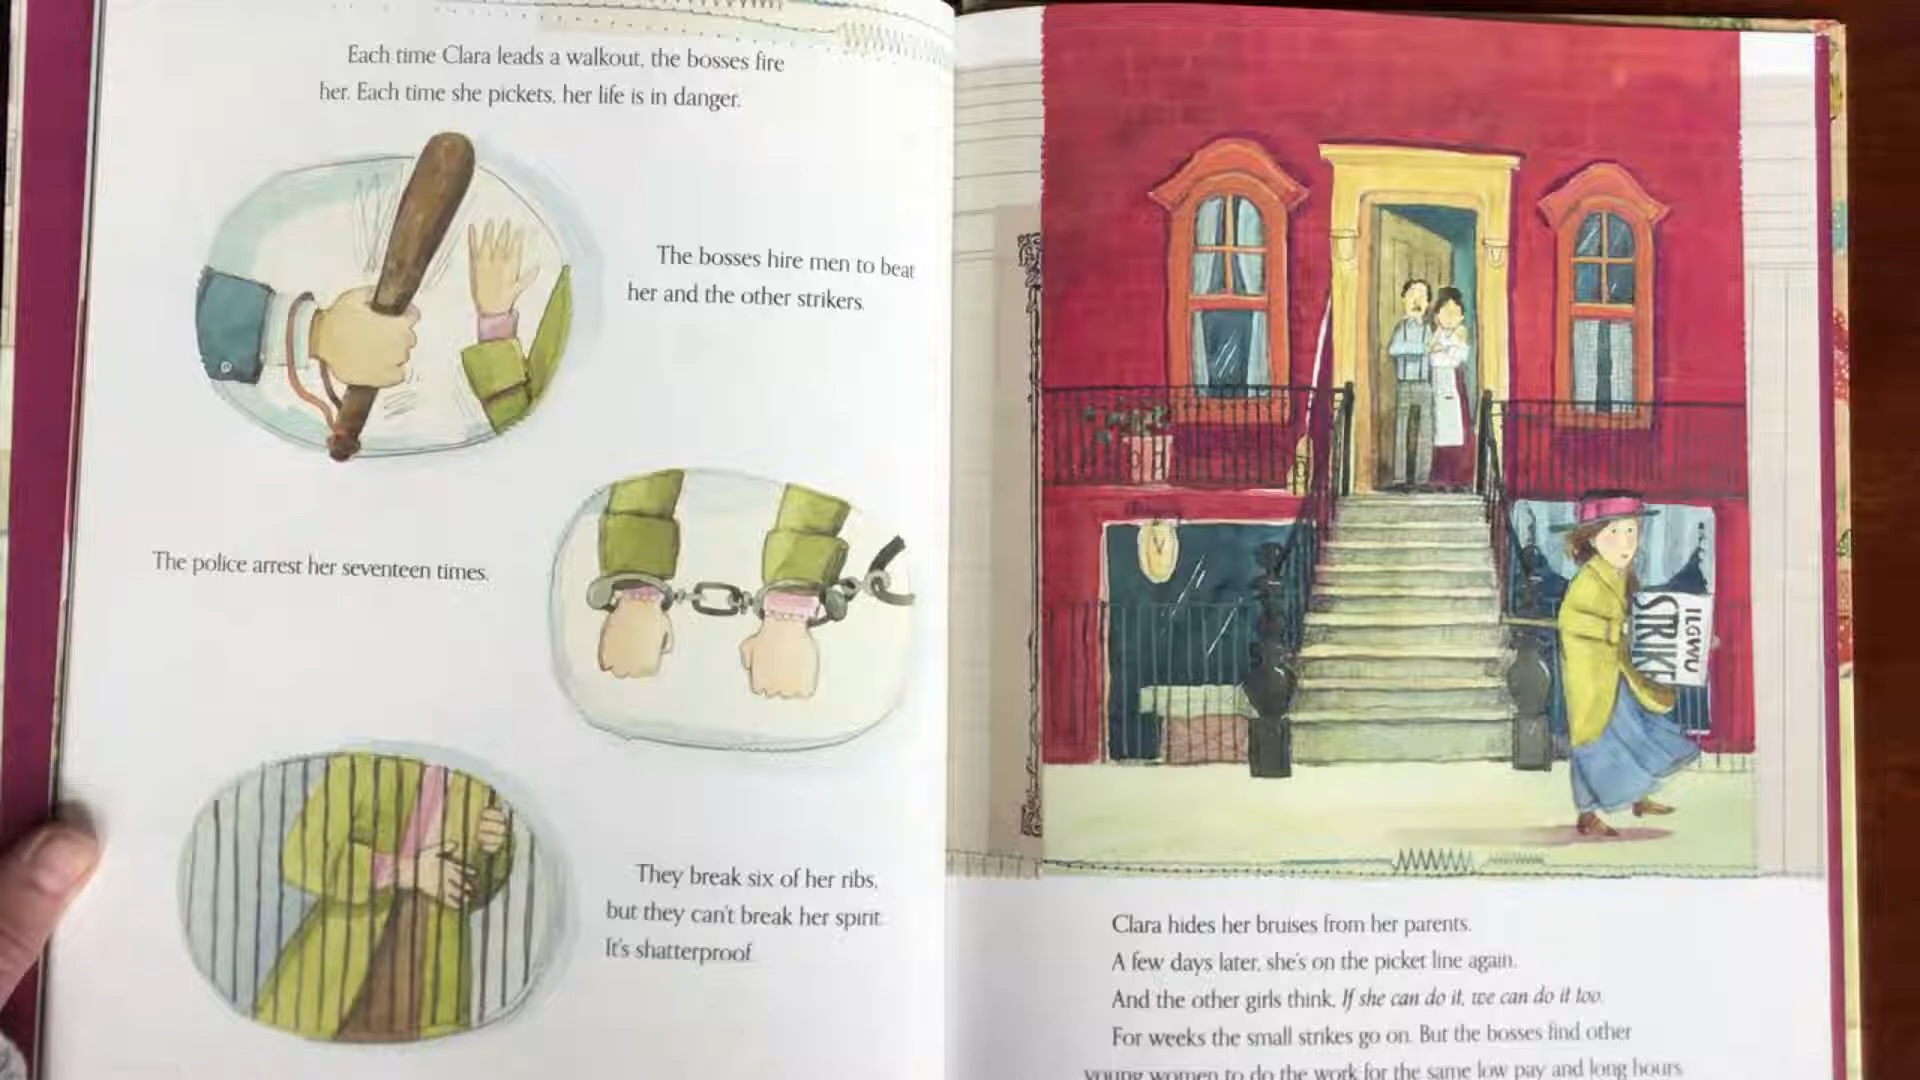 Each time Clara leads a walkout, the bosses fire
her. Each time she pickets, her life is in danger.
The bosses hire men to beat
her and the other strikers.
The police arrest her seventeen times.
They break six of her ribs,
but they can't break her spirit.
It's shatterproof.
ILGWU
STRIKE
Clara hides her bruises from her parents.
A few days later, she's on the picket line again.
And the other girls think, If she can do it, we can do it too.
For weeks the small strikes go on. But the bosses find other
young women to do the work for the same low pay and long hours